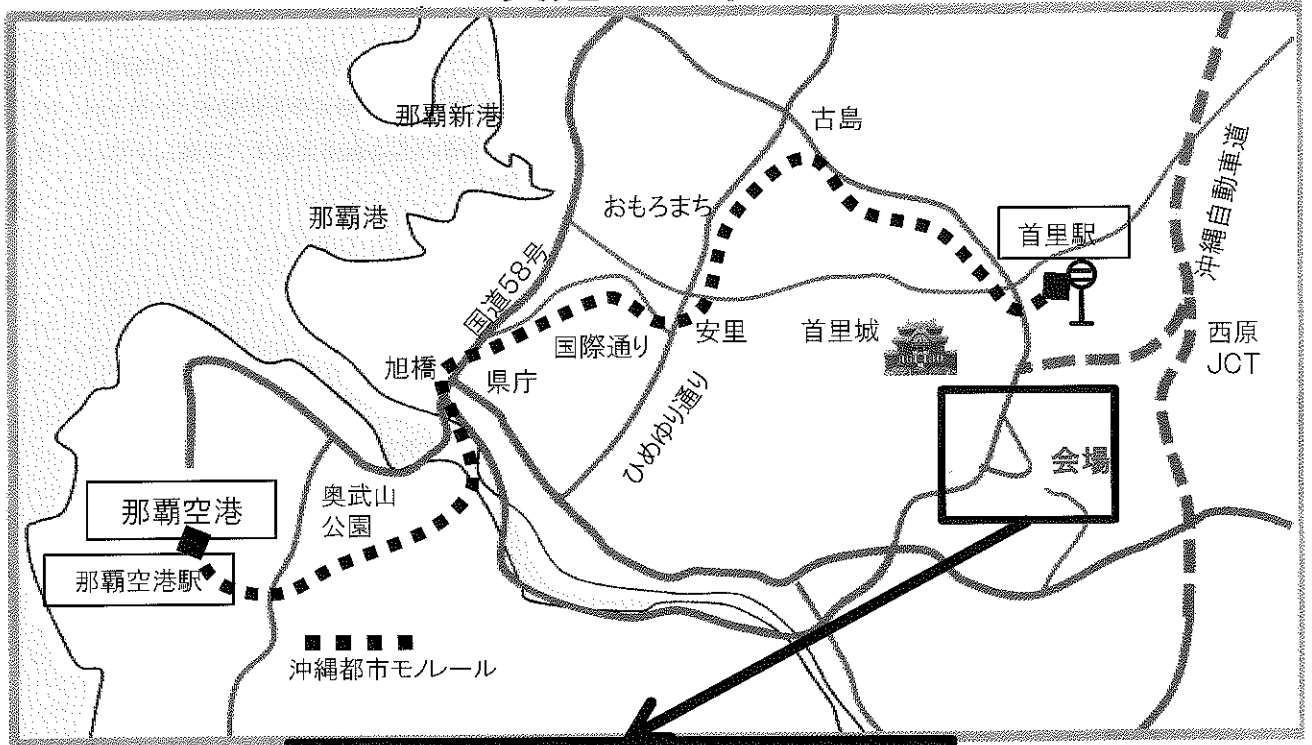 那覇新港
古島
那覇港
おもろまち
首里駅
沖縄自動車道
国道58号
国際通り
安里
首里城
西原
JCT
旭橋
県庁
ひめゆり通り
会場
那覇空港
奥武山
公園
那覇空港駅
沖縄都市モノレール